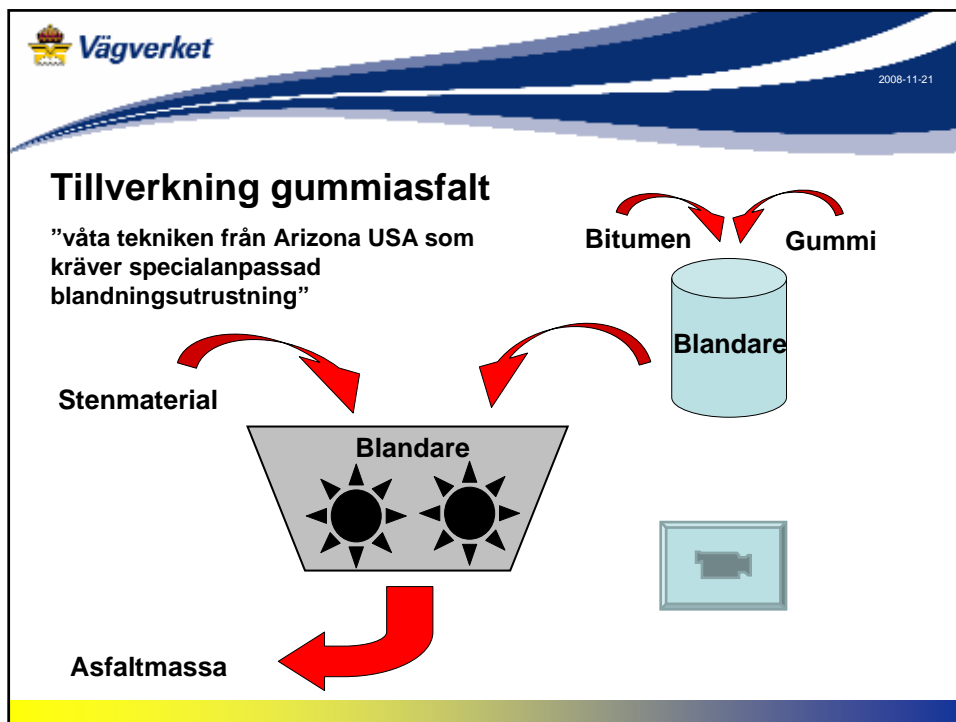 Vägverket
2008-11-21
Tillverkning gummiasfalt
”våta tekniken från Arizona USA som
kräver specialanpassad
blandningsutrustning”
Bitumen
Gummi
Blandare
Stenmaterial
Blandare
Asfaltmassa